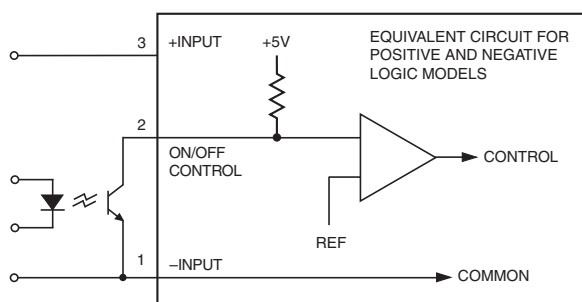 EQUIVALENT CIRCUIT FOR
POSITIVE AND NEGATIVE
LOGIC MODELS
3
+INPUT
+5V
2
ON/OFF
CONTROL
CONTROL
REF
1
–INPUT
COMMON